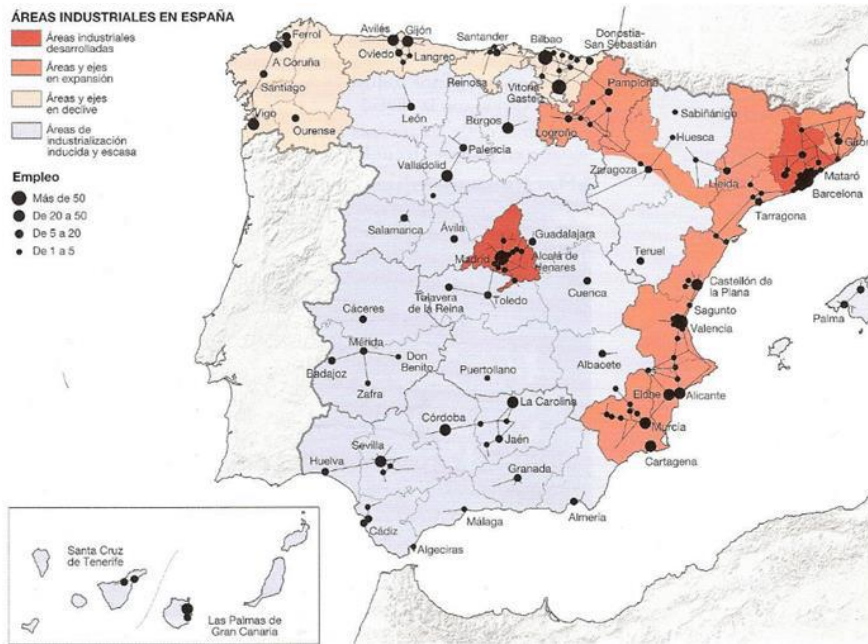 ÁREAS INDUSTRIALES EN ESPAÑA
Áreas industriales
desarrolladas
Áreas y ejes
en expansión
Áreas y ejes
en declive
Áreas de
industrialización
inducida y escasa
Empleo
Más de 50
De 20 a 50
De 5 a 20
De 1 a 5
Ferrol
A Coruña
Santiago
Vigo
Ourense
Avilés
Gijón
Oviedo
Langreo
Santander
Reinosa
Bilbao
Donostia-
San Sebastián
Vitoria-
Gasteiz
Pamplona
Logroño
León
Burgos
Palencia
Valladolid
Sabiñánigo
Huesca
Zaragoza
Lleida
Mataró
Barcelona
Tarragona
Salamanca
Ávila
Guadalajara
Madrid
Alcalá de
Henares
Teruel
Talavera
de la Reina
Toledo
Cuenca
Castellón
de la Plana
Sagunto
Valencia
Palma
Cáceres
Mérida
Badajoz
Don
Benito
Zafra
Puertollano
Albacete
La Carolina
Córdoba
Jaén
Elche
Alicante
Murcia
Cartagena
Sevilla
Huelva
Granada
Cádiz
Málaga
Almería
Algeciras
Santa Cruz
de Tenerife
Las Palmas de
Gran Canaria